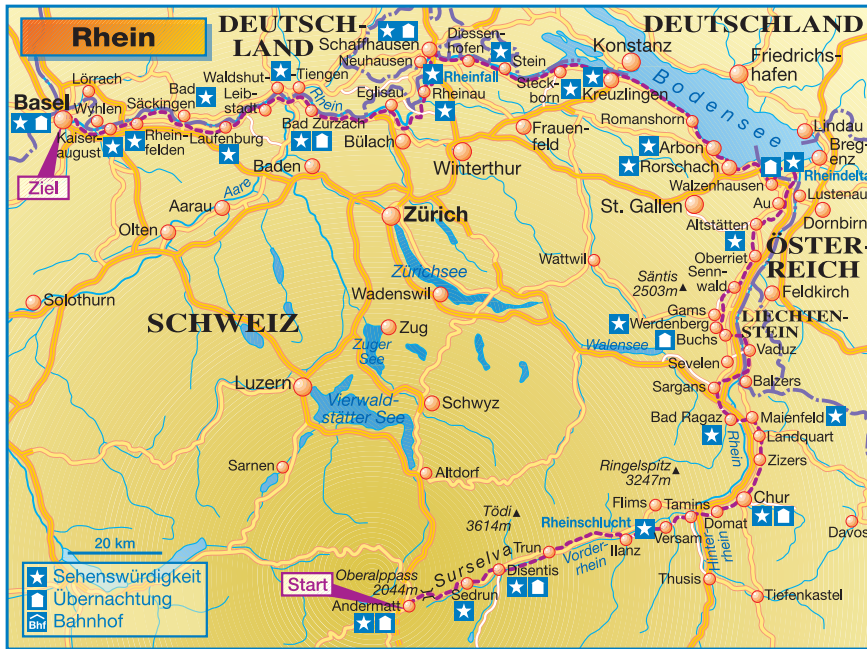 Rhein
DEUTSCH-
LAND
DEUTSCHLAND
Schaffhausen
Neuhausen
Diessen-
hofen
Stein
Rheinfall
Rheinau
Steck-
born
Konstanz
Kreuzlingen
Friedrichs-
hafen
Bodensee
Romanshorn
Lindau
Breg-
enz
Arbon
Rorschach
Rheindelta
Walzenhausen
Lustenau
Au
Dornbirn
St. Gallen
Altstätten
Oberriet
ÖSTER-
REICH
Senn-
wald
Feldkirch
Lörrach
Basel
Wyhlen
Bad
Säckingen
Waldshut-
Tiengen
Leib-
stadt
Rhein
Eglisau
Kaiser-
augst
Rhein-
felden
Laufenburg
Bad Zurzach
Bülach
Ziel
Baden
Winterthur
Frauen-
feld
Aare
Aarau
Olten
Zürich
Zürichsee
Wattwil
Säntis
2503m
Solothurn
Wadenswil
SCHWEIZ
Zug
Zuger
See
Gams
Werdenberg
Buchs
LIECHTEN-
STEIN
Walensee
Vaduz
Sevelen
Luzern
Vierwald-
stätter See
Schwyz
Sargans
Balzers
Bad Ragaz
Maienfeld
Rhein
Landquart
Zizers
Sarnen
Altdorf
Ringelspitz
3247m
Flims
Tamins
Chur
Tödi
3614m
Rheinschlucht
Domat
Versam
Davos
20 km
Trun
Ilanz
Vorder-
rhein
Hinter-
rhein
Surselva
Disentis
Thusis
Tiefenkastel
Oberalppass
2044m
Sedrun
Start
Andermatt
Sehenswürdigkeit
Übernachtung
Bhf
Bahnhof